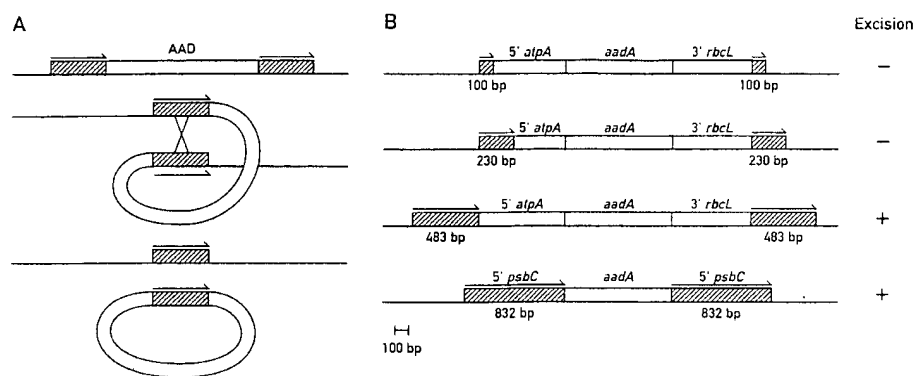 A
AAD
B
Excision
5' atpA aadA 3' rbcL
100 bp 100 bp
−
5' atpA aadA 3' rbcL
230 bp 230 bp
−
5' atpA aadA 3' rbcL
483 bp 483 bp
+
5' psbC aadA 5' psbC
832 bp 832 bp
+
100 bp